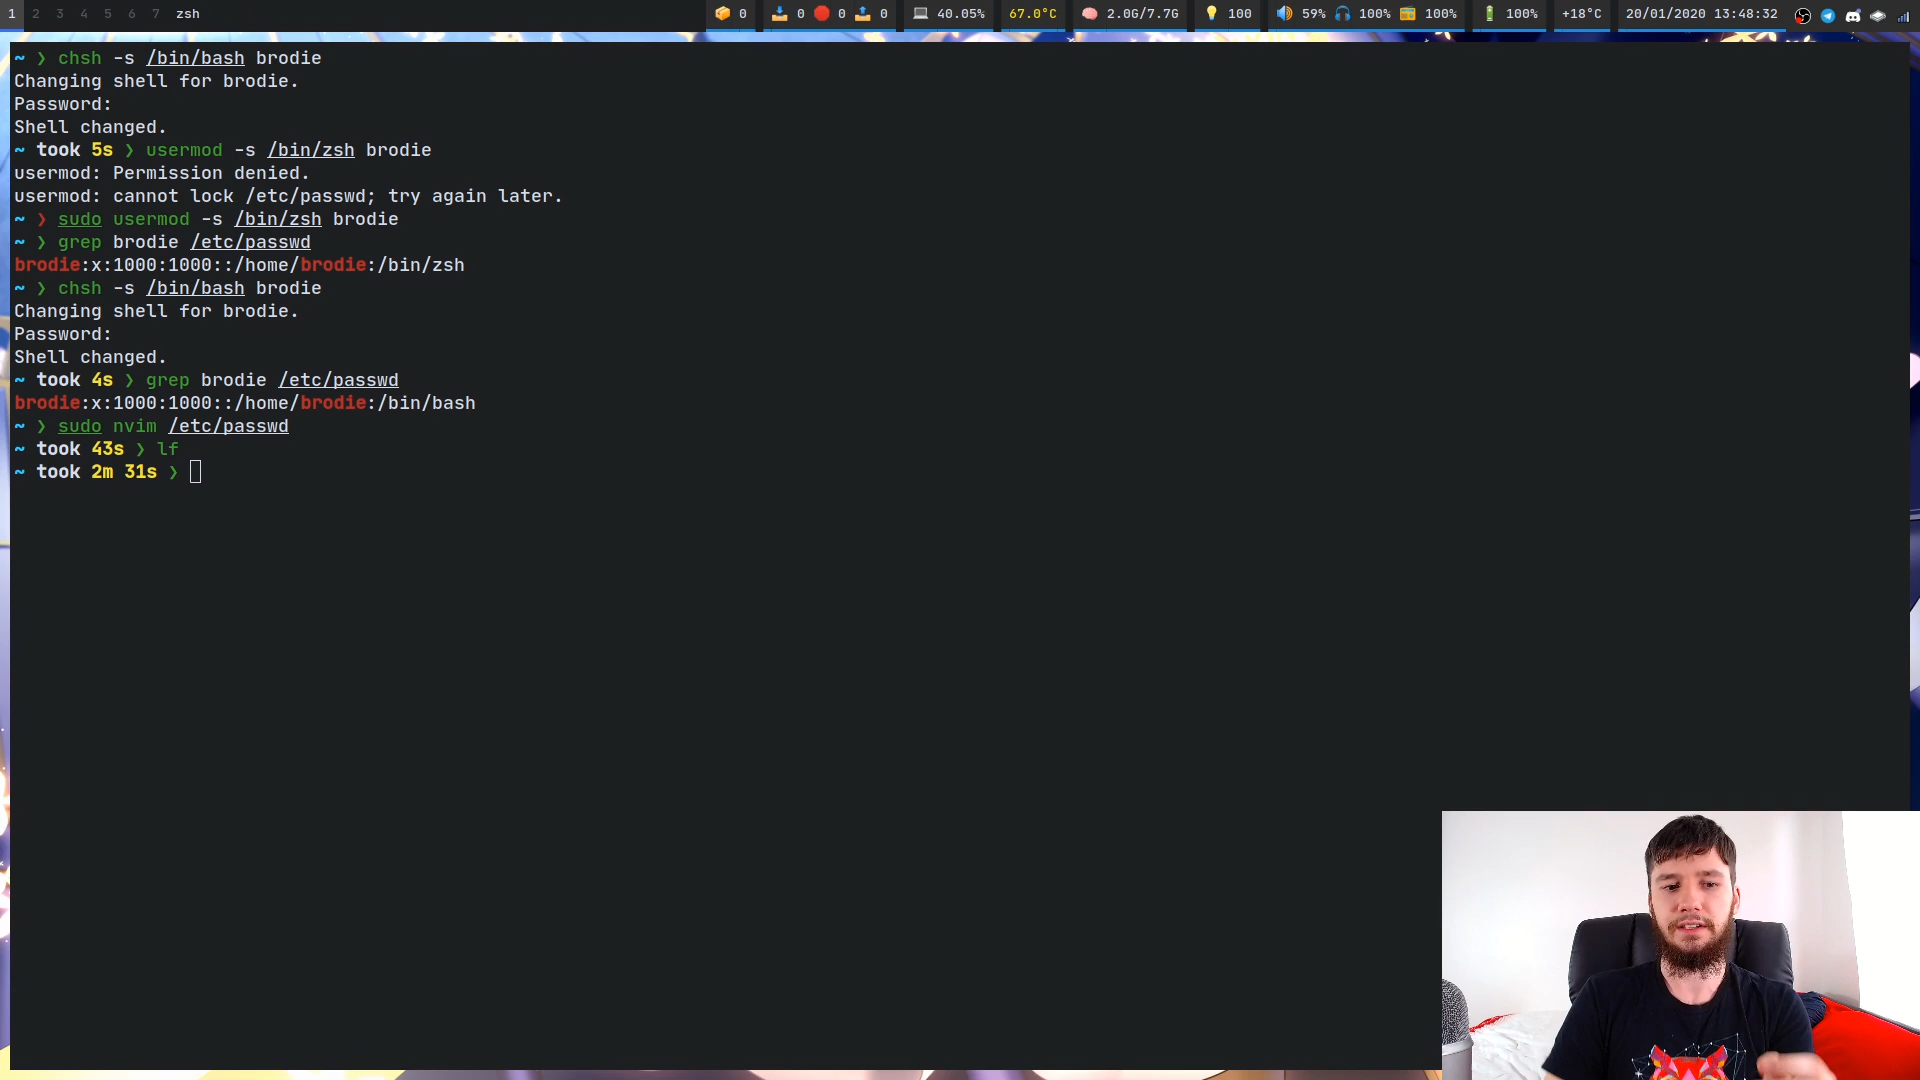 1 2 3 4 5 6 7 zsh 0 0 0 0 40.05% 67.0°C 2.0G/7.7G 100 59% 100% 100% 100% +18°C 20/01/2020 13:48:32
~ ❯ chsh -s /bin/bash brodie
Changing shell for brodie.
Password:
Shell changed.
~ took 5s ❯ usermod -s /bin/zsh brodie
usermod: Permission denied.
usermod: cannot lock /etc/passwd; try again later.
~ ❯ sudo usermod -s /bin/zsh brodie
~ ❯ grep brodie /etc/passwd
brodie:x:1000:1000::/home/brodie:/bin/zsh
~ ❯ chsh -s /bin/bash brodie
Changing shell for brodie.
Password:
Shell changed.
~ took 4s ❯ grep brodie /etc/passwd
brodie:x:1000:1000::/home/brodie:/bin/bash
~ ❯ sudo nvim /etc/passwd
~ took 43s ❯ lf
~ took 2m 31s ❯